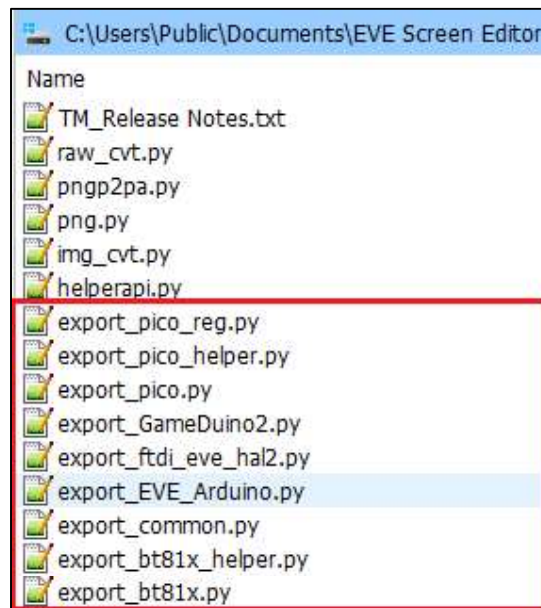 C:\Users\Public\Documents\EVE Screen Editor
Name
TM_Release Notes.txt
raw_cvt.py
pngp2pa.py
png.py
img_cvt.py
helperapi.py
export_pico_reg.py
export_pico_helper.py
export_pico.py
export_GameDuino2.py
export_ftdi_eve_hal2.py
export_EVE_Arduino.py
export_common.py
export_bt81x_helper.py
export_bt81x.py